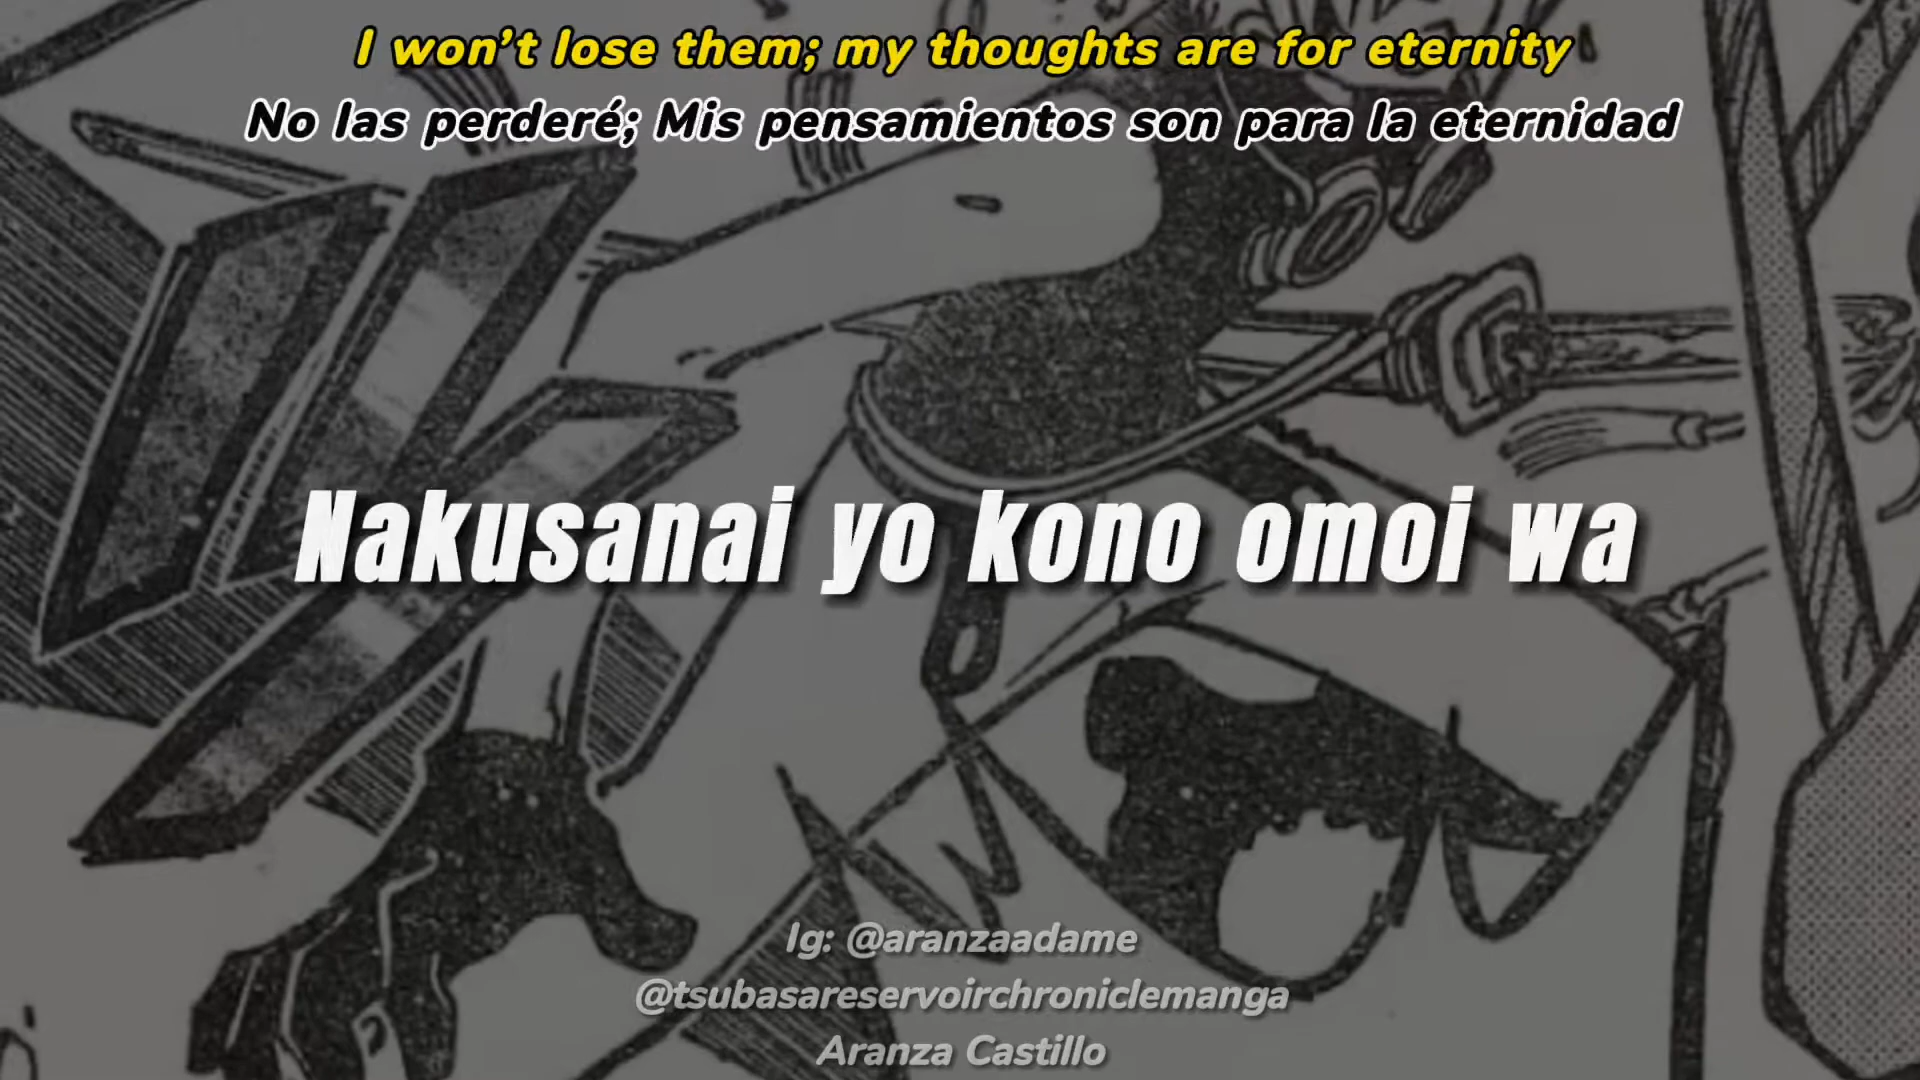 I won't lose them; my thoughts are for eternity
No las perderé; Mis pensamientos son para la eternidad
Nakusanai yo kono omoi wa
Ig: @aranzaadame
@tsubasareservoirchroniclemanga
Aranza Castillo